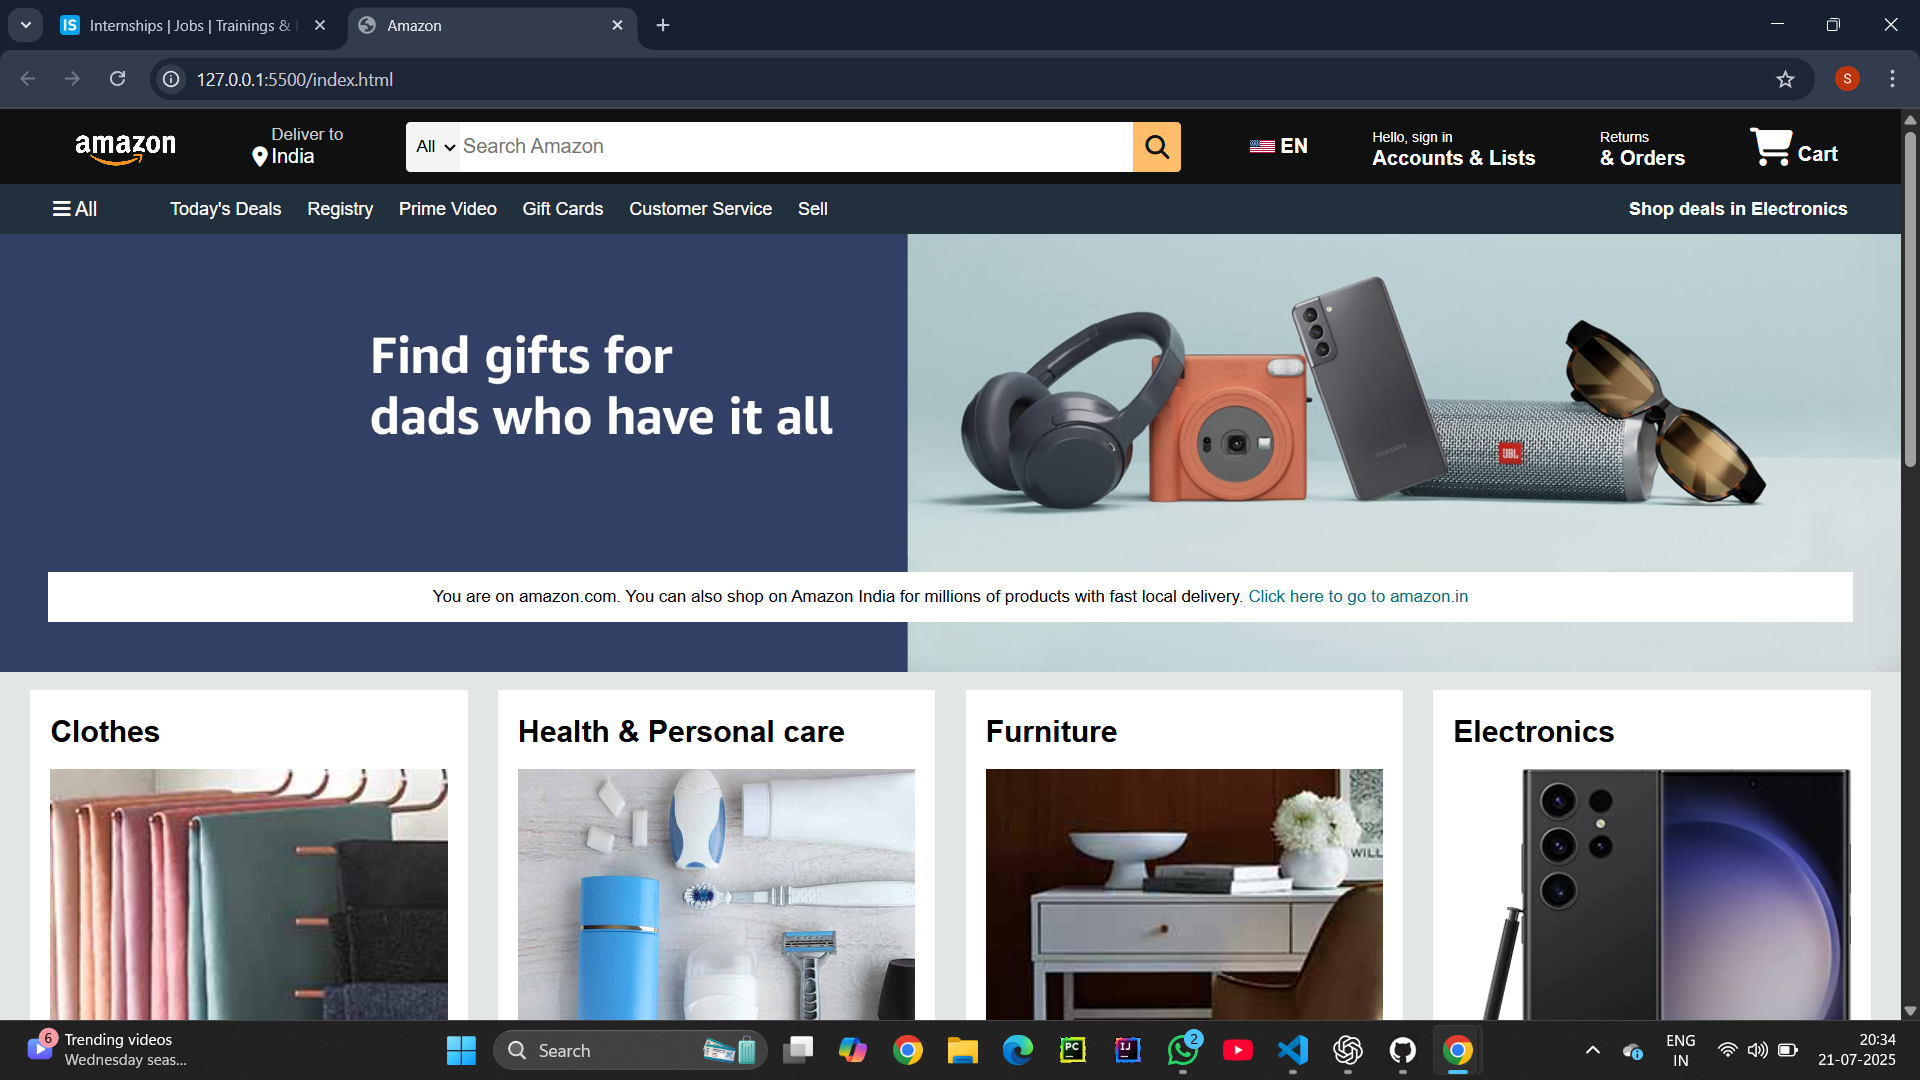 Internships | Jobs | Trainings &
Amazon
127.0.0.1:5500/index.html
S
amazon
Deliver to
India
All
Search Amazon
EN
Hello, sign in
Accounts & Lists
Returns
& Orders
Cart
All
Today's Deals
Registry
Prime Video
Gift Cards
Customer Service
Sell
Shop deals in Electronics
Find gifts for
dads who have it all
SAMSUNG
JBL
You are on amazon.com. You can also shop on Amazon India for millions of products with fast local delivery. Click here to go to amazon.in
Clothes
Health & Personal care
Furniture
Electronics
WILL
6
Trending videos
Wednesday seas...
Search
PC
IJ
2
ENG
IN
20:34
21-07-2025